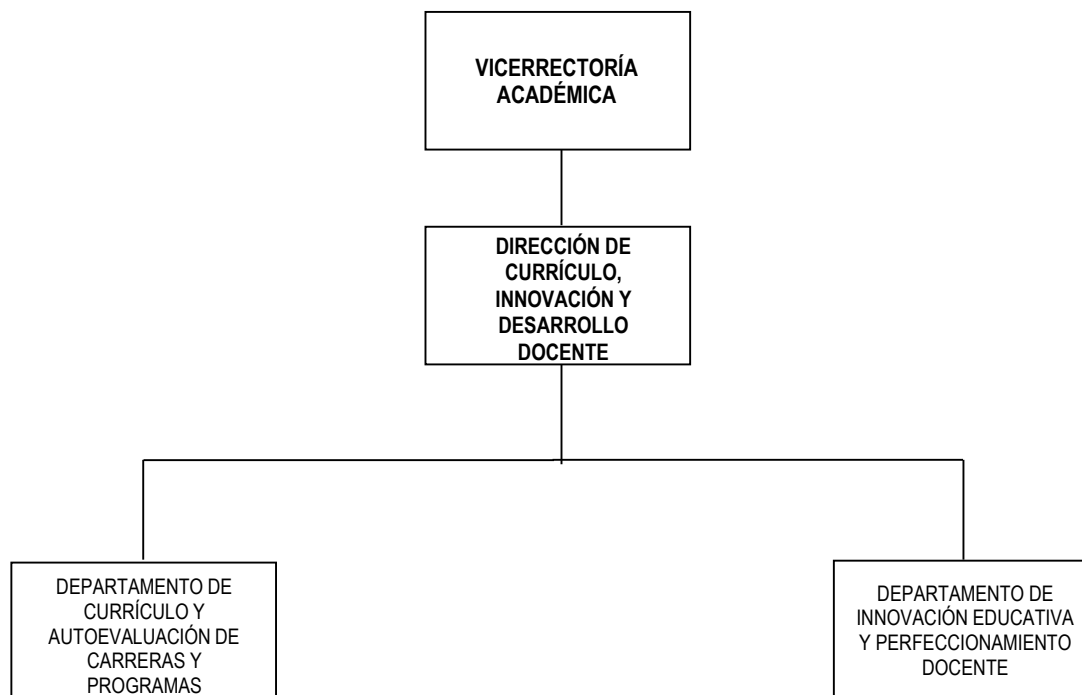 VICERRECTORÍA
ACADÉMICA
DIRECCIÓN DE
CURRÍCULO,
INNOVACIÓN Y
DESARROLLO
DOCENTE
DEPARTAMENTO DE
CURRÍCULO Y
AUTOEVALUACIÓN DE
CARRERAS Y
PROGRAMAS
DEPARTAMENTO DE
INNOVACIÓN EDUCATIVA
Y PERFECCIONAMIENTO
DOCENTE